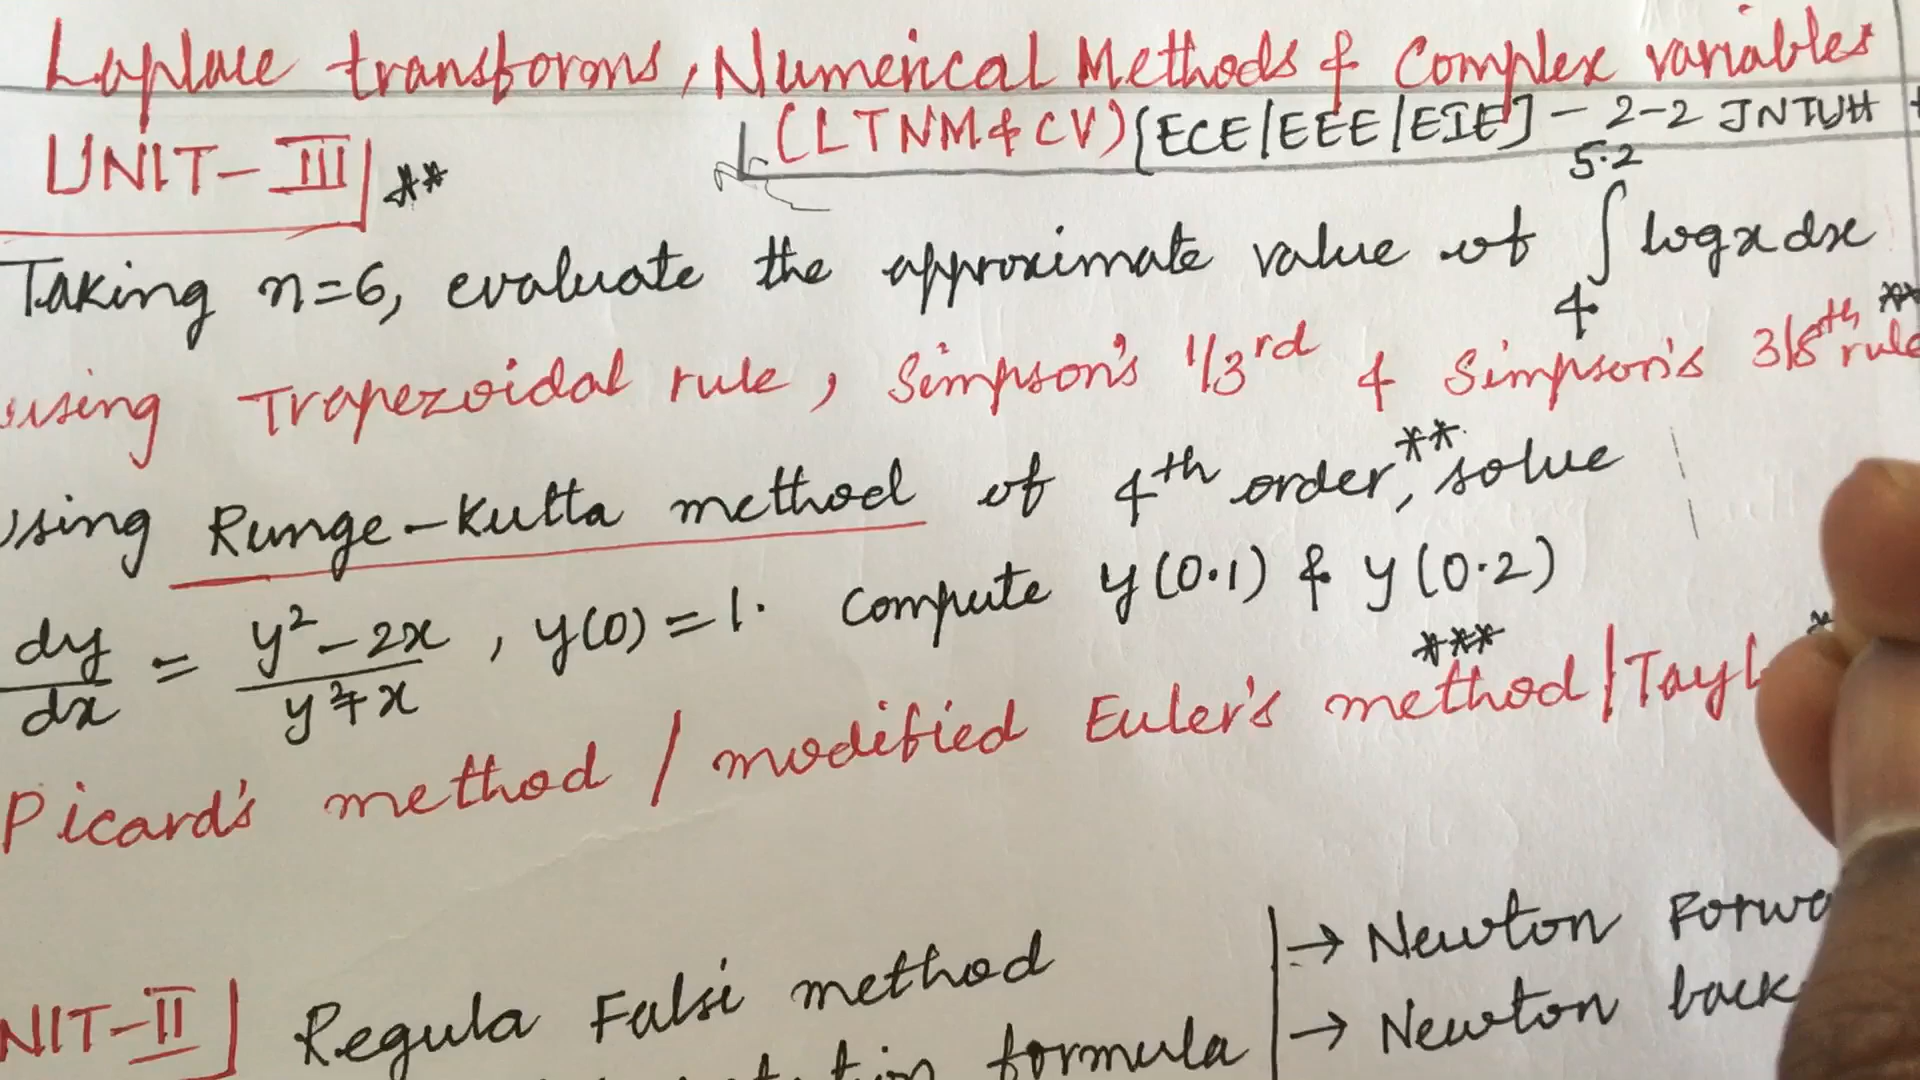 Laplace transforms, Numerical Methods & Complex variables
(LTNM & CV) [ECE/EEE/EIE] - 2-2 JNTUH
UNIT-III **
Taking n=6, evaluate the approximate value of ∫ 4 5.2 log x dx
using Trapezoidal rule, Simpson's 1/3rd & Simpson's 3/8th rule **
Using Runge-Kutta method of 4th order, ** solve
dy/dx = (y²-2x)/(y²+x), y(0)=1. Compute y(0.1) & y(0.2)
Picard's method / modified Euler's method *** / Tayl
NIT-II Regula Falsi method → Newton Forwa
formula → Newton back